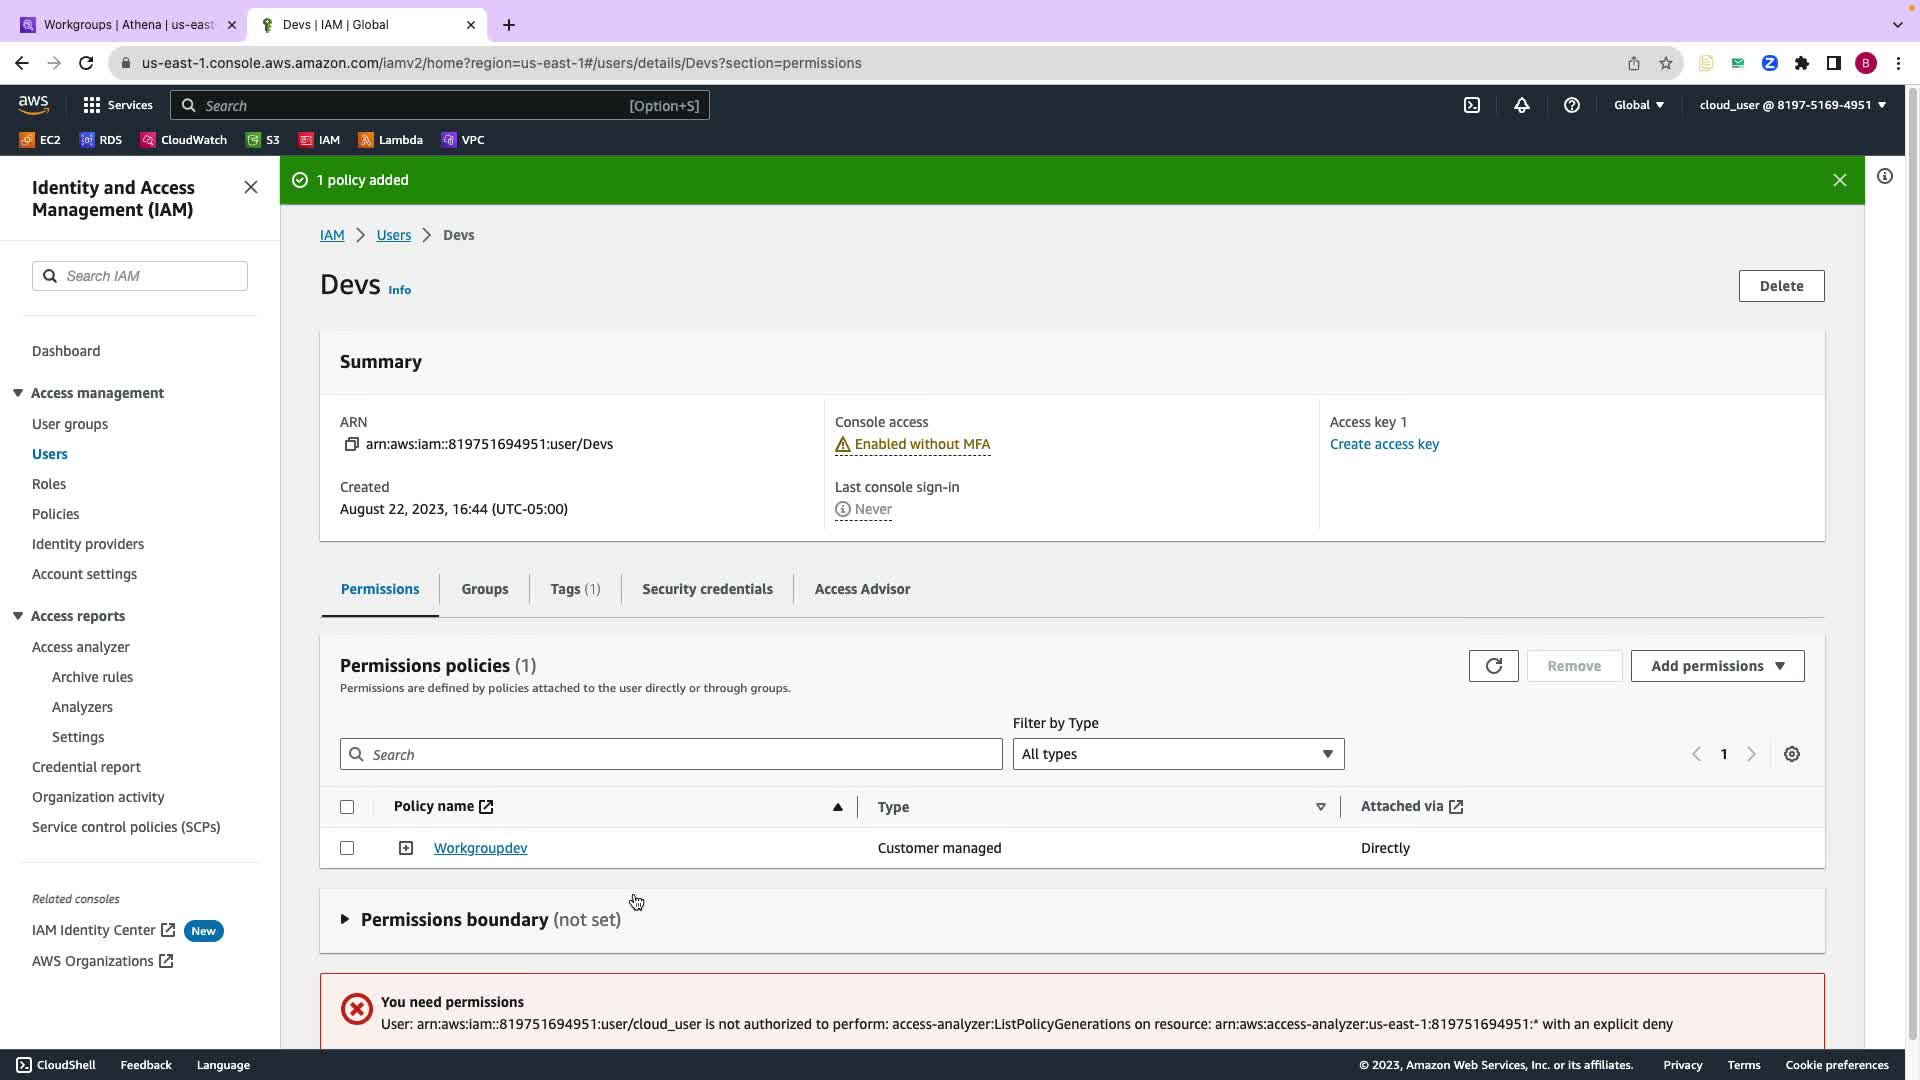 Workgroups | Athena | us-east
Devs | IAM | Global
us-east-1.console.aws.amazon.com/iamv2/home?region=us-east-1#/users/details/Devs?section=permissions
B
aws
Services
Search
[Option+S]
Global
cloud_user @ 8197-5169-4951
EC2
RDS
CloudWatch
S3
IAM
Lambda
VPC
Identity and Access
Management (IAM)
Search IAM
Dashboard
Access management
User groups
Users
Roles
Policies
Identity providers
Account settings
Access reports
Access analyzer
Archive rules
Analyzers
Settings
Credential report
Organization activity
Service control policies (SCPs)
Related consoles
IAM Identity Center
New
AWS Organizations
1 policy added
IAM > Users > Devs
Devs Info
Delete
Summary
ARN
arn:aws:iam::819751694951:user/Devs
Created
August 22, 2023, 16:44 (UTC-05:00)
Console access
Enabled without MFA
Last console sign-in
Never
Access key 1
Create access key
Permissions
Groups
Tags (1)
Security credentials
Access Advisor
Permissions policies (1)
Permissions are defined by policies attached to the user directly or through groups.
Remove
Add permissions
Filter by Type
Search
All types
1
Policy name
Type
Attached via
Workgroupdev
Customer managed
Directly
Permissions boundary (not set)
You need permissions
User: arn:aws:iam::819751694951:user/cloud_user is not authorized to perform: access-analyzer:ListPolicyGenerations on resource: arn:aws:access-analyzer:us-east-1:819751694951:* with an explicit deny
CloudShell
Feedback
Language
© 2023, Amazon Web Services, Inc. or its affiliates.
Privacy
Terms
Cookie preferences